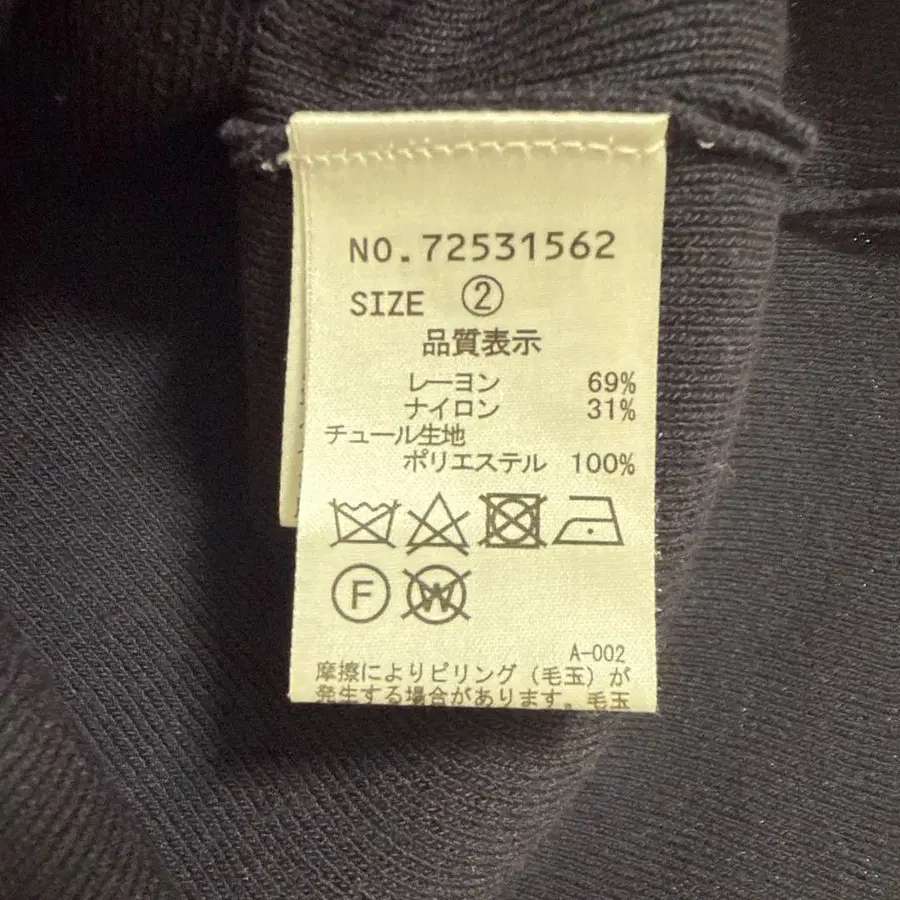 NO.72531562
SIZE ②
品質表示
レーヨン 69%
ナイロン 31%
チュール生地
ポリエステル 100%
F W
A-002
摩擦によりピリング(毛玉)が
発生する場合があります。毛玉